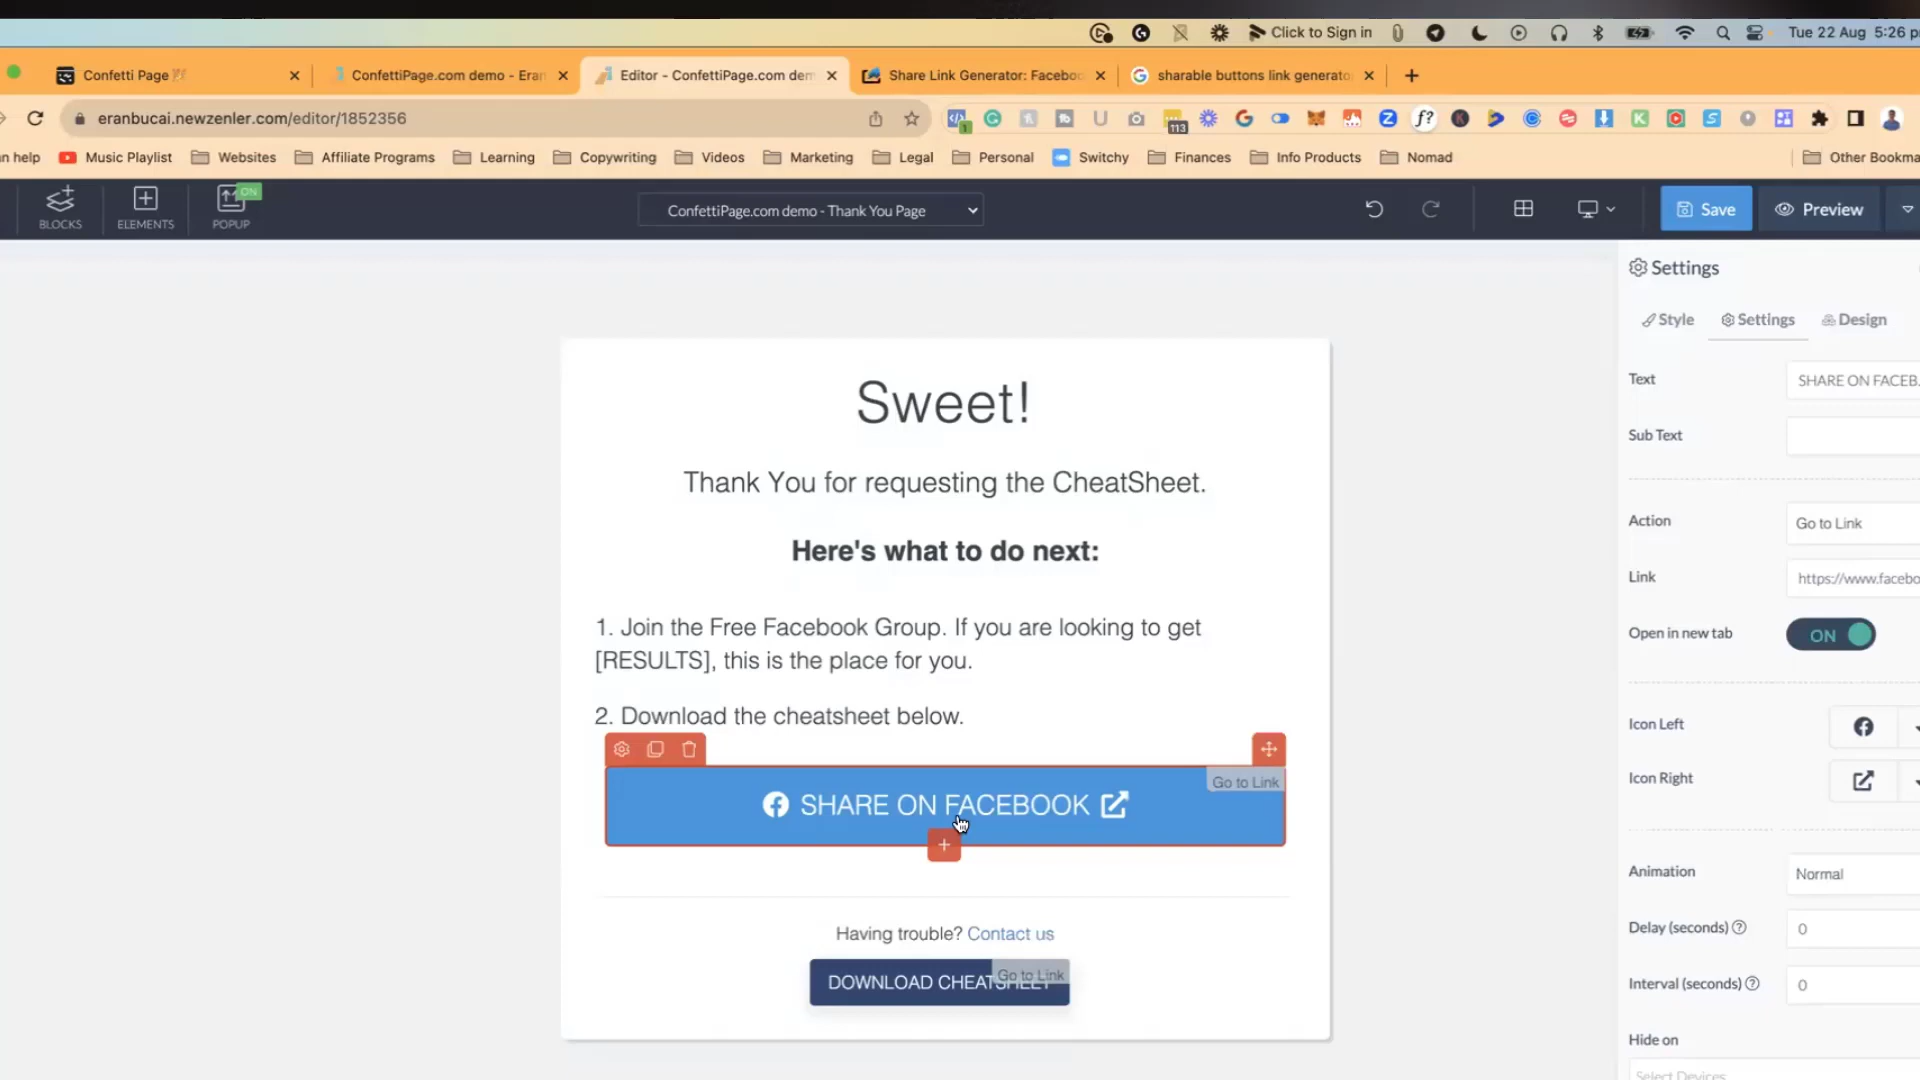 Click to Sign in
Tue 22 Aug 5:26
Confetti Page
ConfettiPage.com demo - Eran
Editor - ConfettiPage.com dem
Share Link Generator: Facebo
sharable buttons link generato
eranbucai.newzenler.com/editor/1852356
1
U
113
f?
n help
Music Playlist
Websites
Affiliate Programs
Learning
Copywriting
Videos
Marketing
Legal
Personal
Switchy
Finances
Info Products
Nomad
Other Bookma
BLOCKS
ELEMENTS
ON
POPUP
ConfettiPage.com demo - Thank You Page
Save
Preview
Settings
Style
Settings
Design
Text
SHARE ON FACEB..
Sub Text
Action
Go to Link
Link
https://www.facebo
Open in new tab
ON
Icon Left
Icon Right
Animation
Normal
Delay (seconds)
0
Interval (seconds)
0
Hide on
Select Devices
Sweet!
Thank You for requesting the CheatSheet.
Here's what to do next:
1. Join the Free Facebook Group. If you are looking to get
[RESULTS], this is the place for you.
2. Download the cheatsheet below.
Go to Link
SHARE ON FACEBOOK
Having trouble? Contact us
Go to Link
DOWNLOAD CHEATSHEET